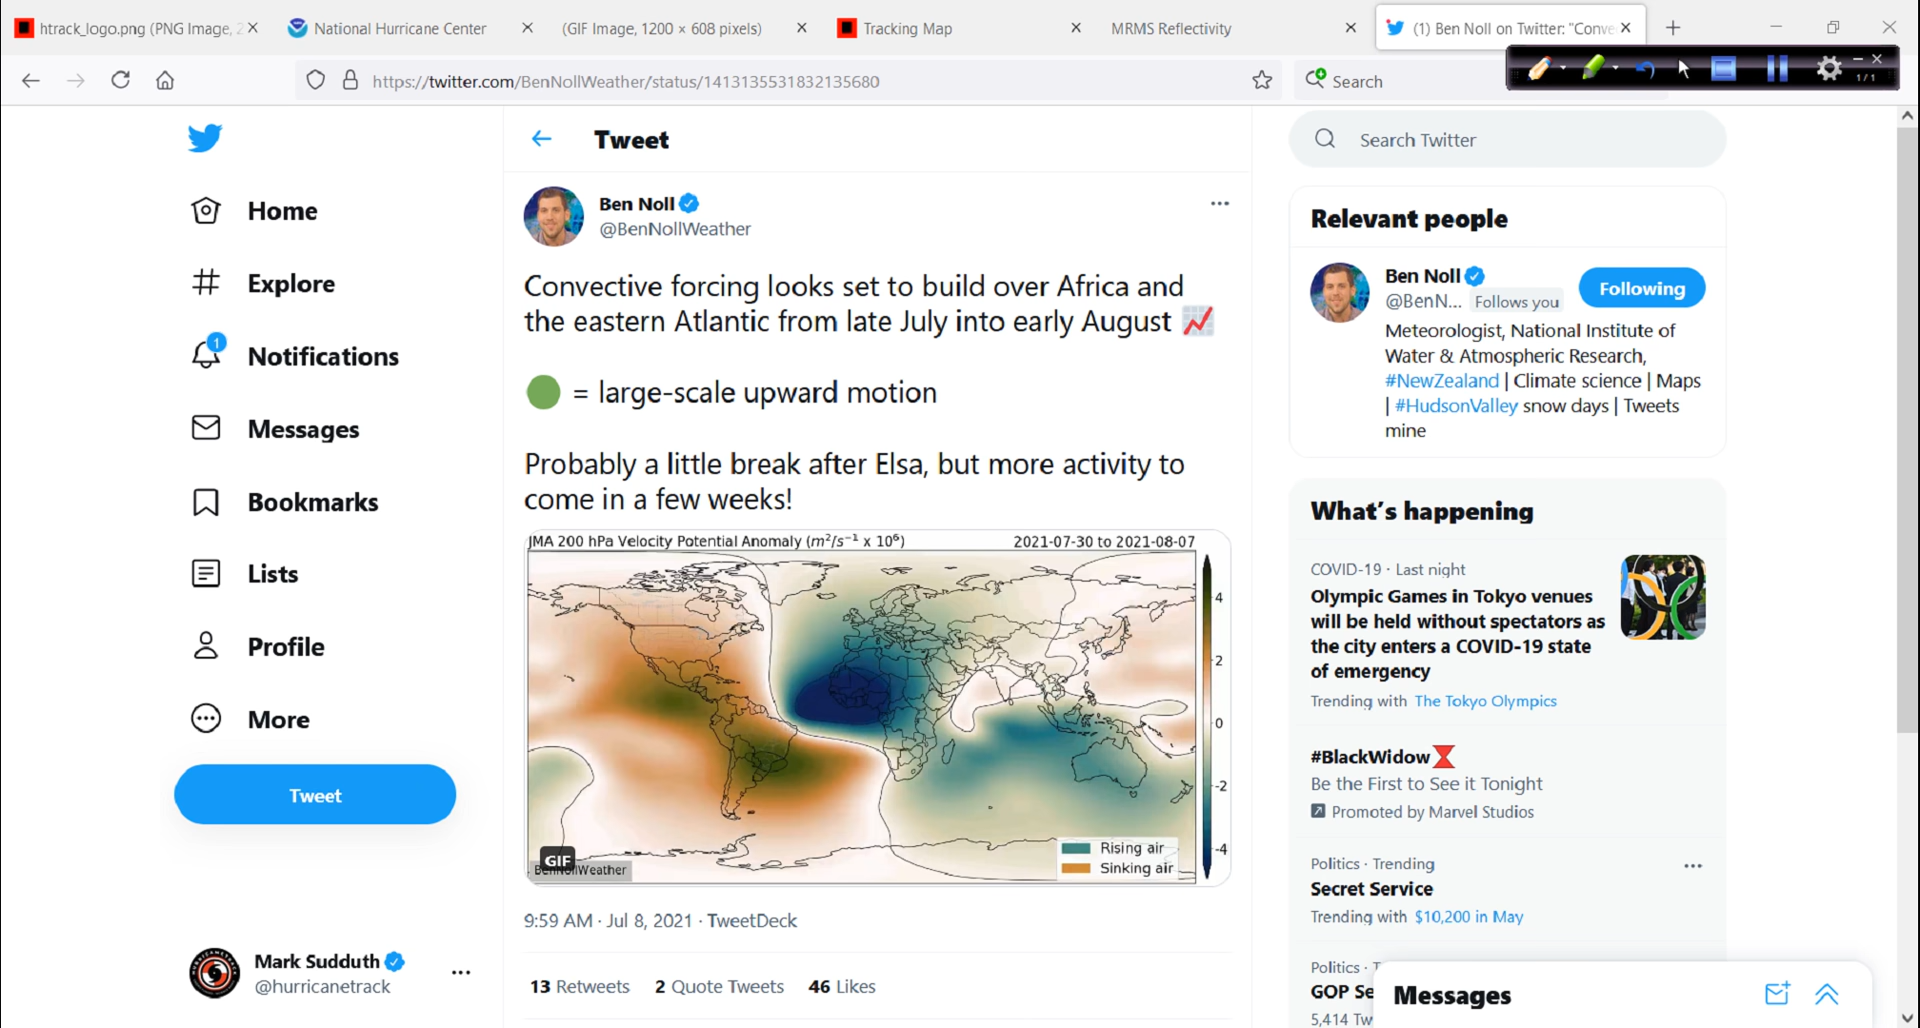 htrack_logo.png (PNG Image, 2
National Hurricane Center
(GIF Image, 1200 × 608 pixels)
Tracking Map
MRMS Reflectivity
(1) Ben Noll on Twitter: "Conve
https://twitter.com/BenNollWeather/status/1413135531832135680
Search
1/1
Home
Explore
1
Notifications
Messages
Bookmarks
Lists
Profile
More
Tweet
Mark Sudduth
@hurricanetrack
Tweet
Ben Noll
@BenNollWeather
Convective forcing looks set to build over Africa and
the eastern Atlantic from late July into early August
= large-scale upward motion
Probably a little break after Elsa, but more activity to
come in a few weeks!
JMA 200 hPa Velocity Potential Anomaly (m²/s⁻¹ x 10⁶) 2021-07-30 to 2021-08-07
4
2
0
-2
-4
Rising air
Sinking air
GIF
BenNollWeather
9:59 AM · Jul 8, 2021 · TweetDeck
13 Retweets 2 Quote Tweets 46 Likes
Search Twitter
Relevant people
Ben Noll
@BenN... Follows you
Following
Meteorologist, National Institute of
Water & Atmospheric Research,
#NewZealand | Climate science | Maps
| #HudsonValley snow days | Tweets
mine
What's happening
COVID-19 · Last night
Olympic Games in Tokyo venues
will be held without spectators as
the city enters a COVID-19 state
of emergency
Trending with The Tokyo Olympics
#BlackWidow
Be the First to See it Tonight
Promoted by Marvel Studios
Politics · Trending
Secret Service
Trending with $10,200 in May
Politics · T
GOP Se
5,414 Tw
Messages